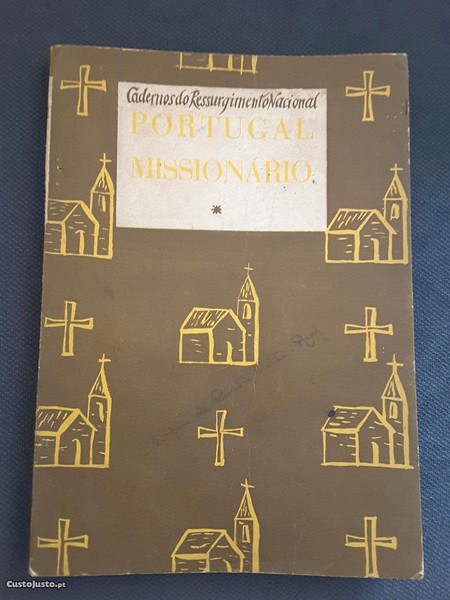 Cadernos do Ressurgimento Nacional
PORTUGAL
MISSIONÁRIO
*
CustoJusto.pt